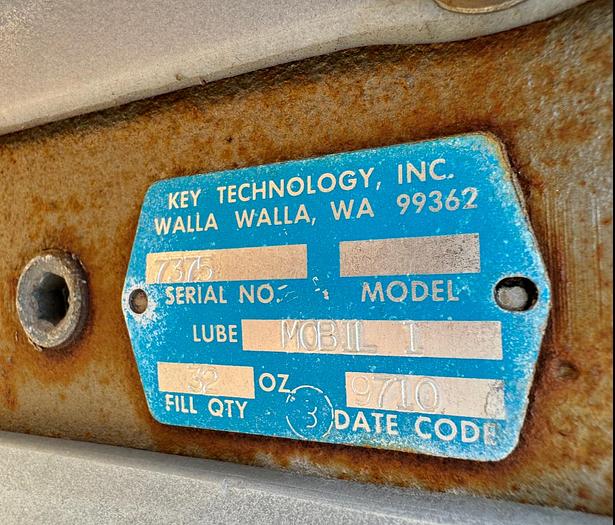 KEY TECHNOLOGY, INC.
WALLA WALLA, WA 99362
7375
SERIAL NO. MODEL
LUBE MOBIL I
32 OZ 9710
FILL QTY 3 DATE CODE